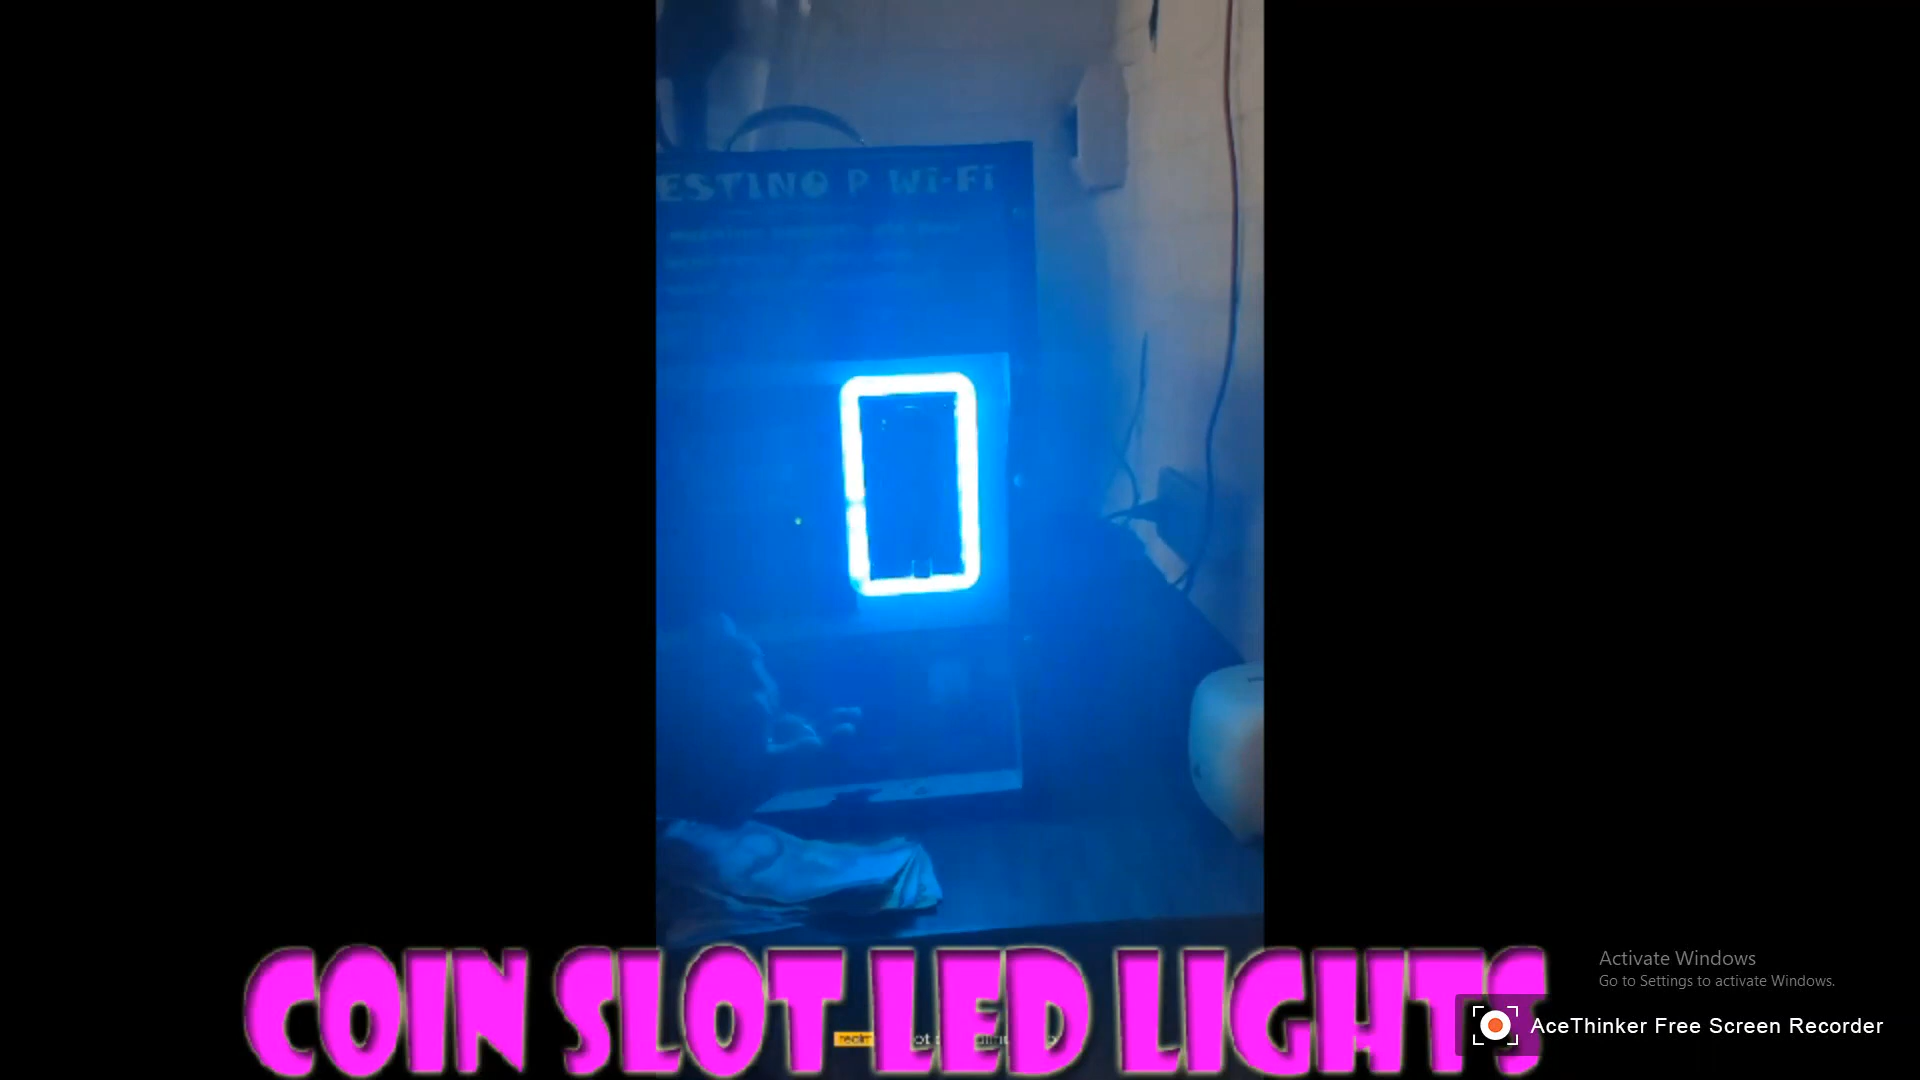 ESTINO P Wi-Fi
COIN SLOT LED LIGHTS
Activate Windows
Go to Settings to activate Windows.
AceThinker Free Screen Recorder
realm